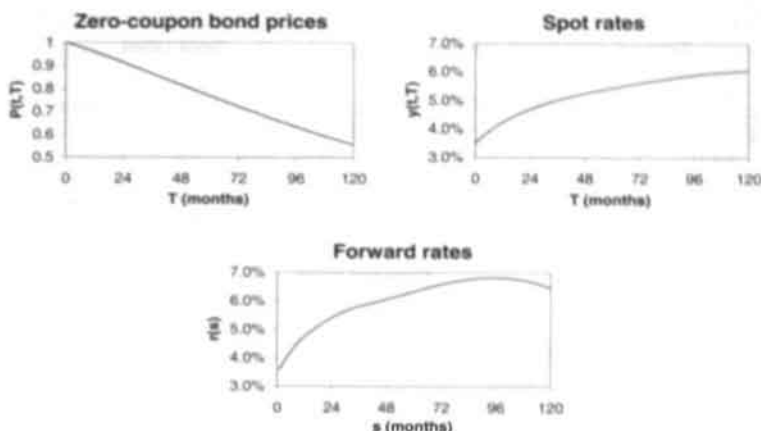 Zero-coupon bond prices
P(t,T)
1
0.9
0.8
0.7
0.6
0.5
0 24 48 72 96 120
T (months)
Spot rates
y(t,T)
7.0%
6.0%
5.0%
4.0%
3.0%
0 24 48 72 96 120
T (months)
Forward rates
r(s)
7.0%
6.0%
5.0%
4.0%
3.0%
0 24 48 72 96 120
s (months)